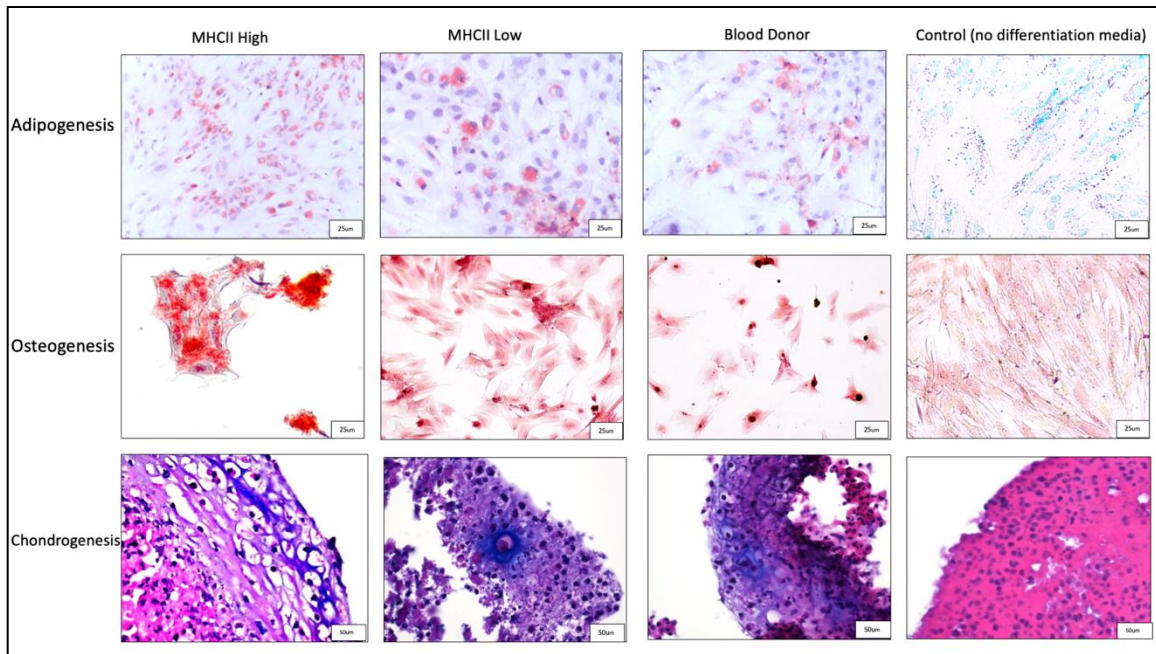 MHCII High MHCII Low Blood Donor Control (no differentiation media)
Adipogenesis
25um 25um 25um 25um
Osteogenesis
25um 25um 25um 25um
Chondrogenesis
50um 50um 50um 50um